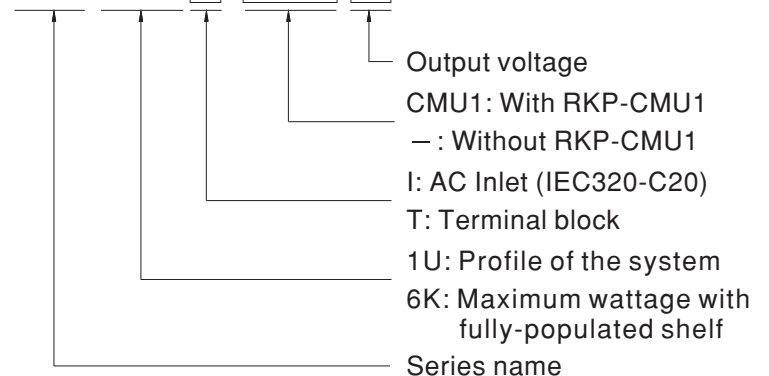 Output voltage
CMU1: With RKP-CMU1
– : Without RKP-CMU1
I: AC Inlet (IEC320-C20)
T: Terminal block
1U: Profile of the system
6K: Maximum wattage with
fully-populated shelf
Series name